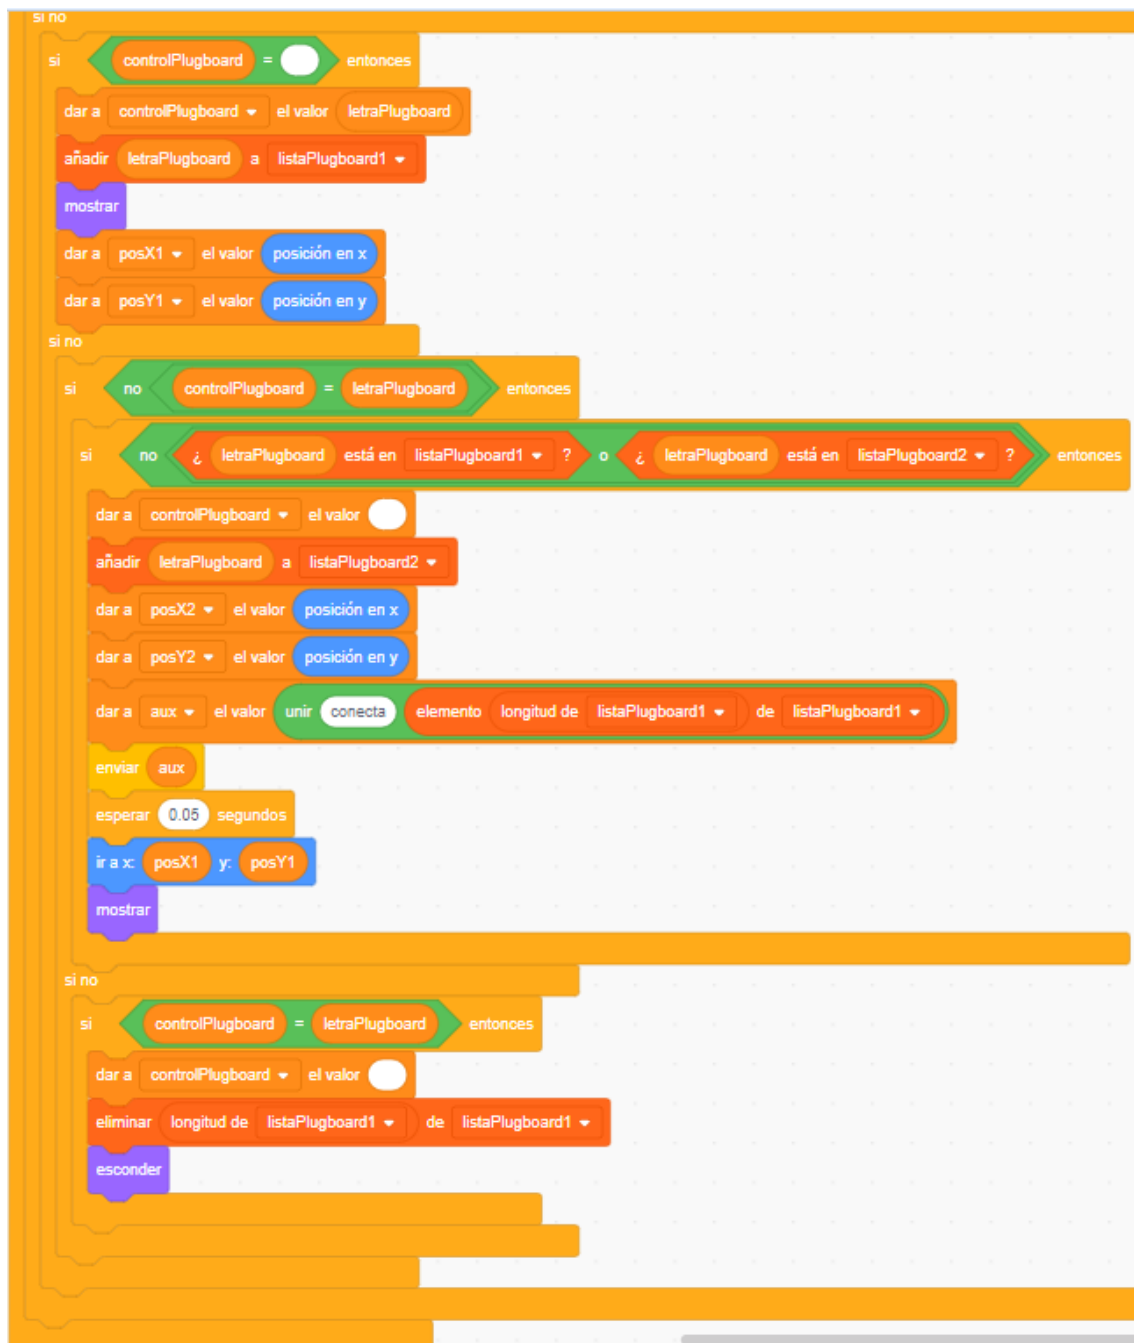 si no
si controlPlugboard = entonces
dar a controlPlugboard el valor letraPlugboard
añadir letraPlugboard a listaPlugboard1
mostrar
dar a posX1 el valor posición en x
dar a posY1 el valor posición en y
si no
si no controlPlugboard = letraPlugboard entonces
si no ¿ letraPlugboard está en listaPlugboard1 ? o ¿ letraPlugboard está en listaPlugboard2 ? entonces
dar a controlPlugboard el valor
añadir letraPlugboard a listaPlugboard2
dar a posX2 el valor posición en x
dar a posY2 el valor posición en y
dar a aux el valor unir conecta elemento longitud de listaPlugboard1 de listaPlugboard1
enviar aux
esperar 0.05 segundos
ir a x: posX1 y: posY1
mostrar
si no
si controlPlugboard = letraPlugboard entonces
dar a controlPlugboard el valor
eliminar longitud de listaPlugboard1 de listaPlugboard1
esconder